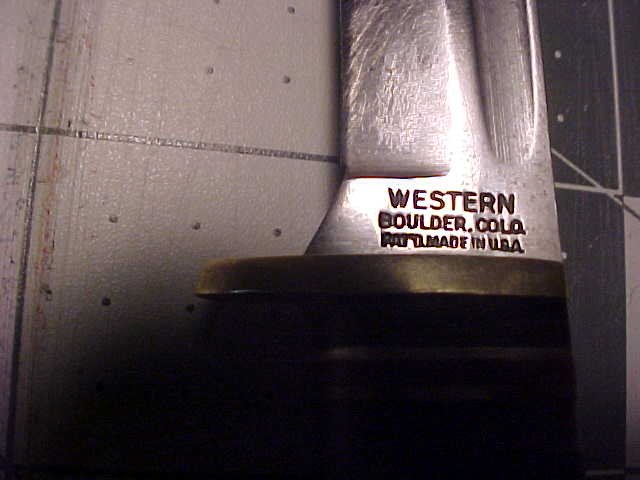 WESTERN
BOULDER, COLO.
PAT'D. MADE IN U.S.A.